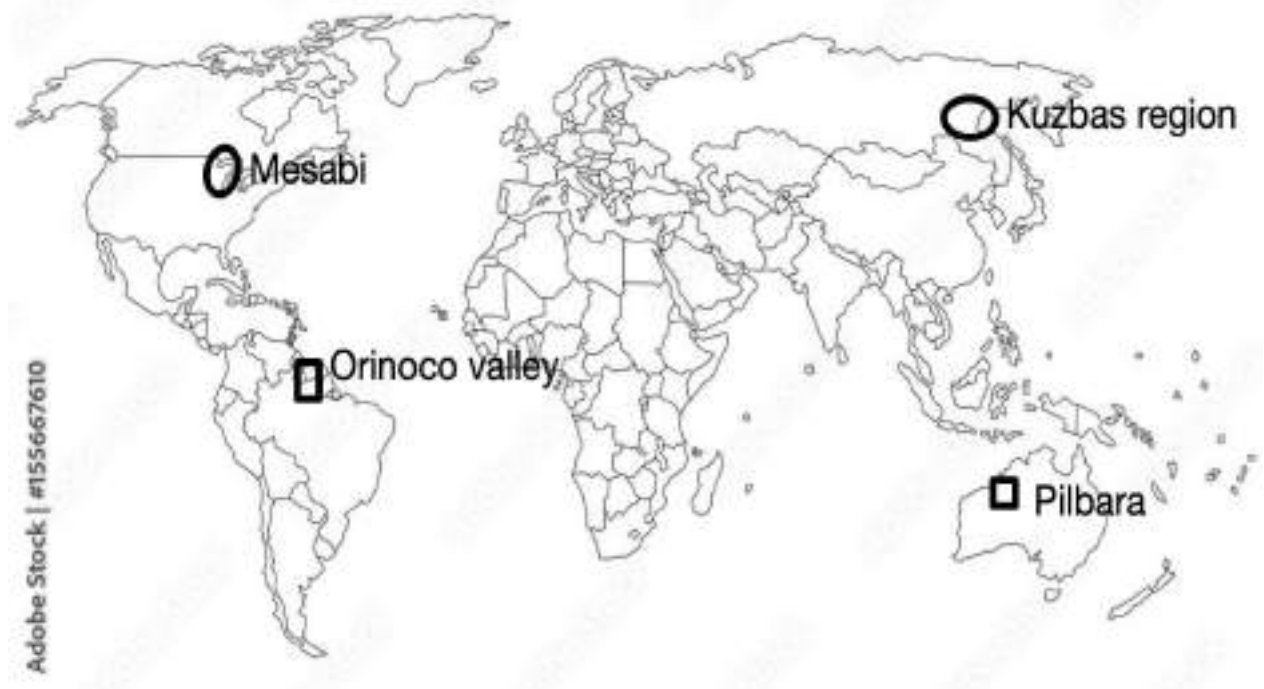 Kuzbas region
Mesabi
Orinoco valley
Pilbara
Adobe Stock | #155667610